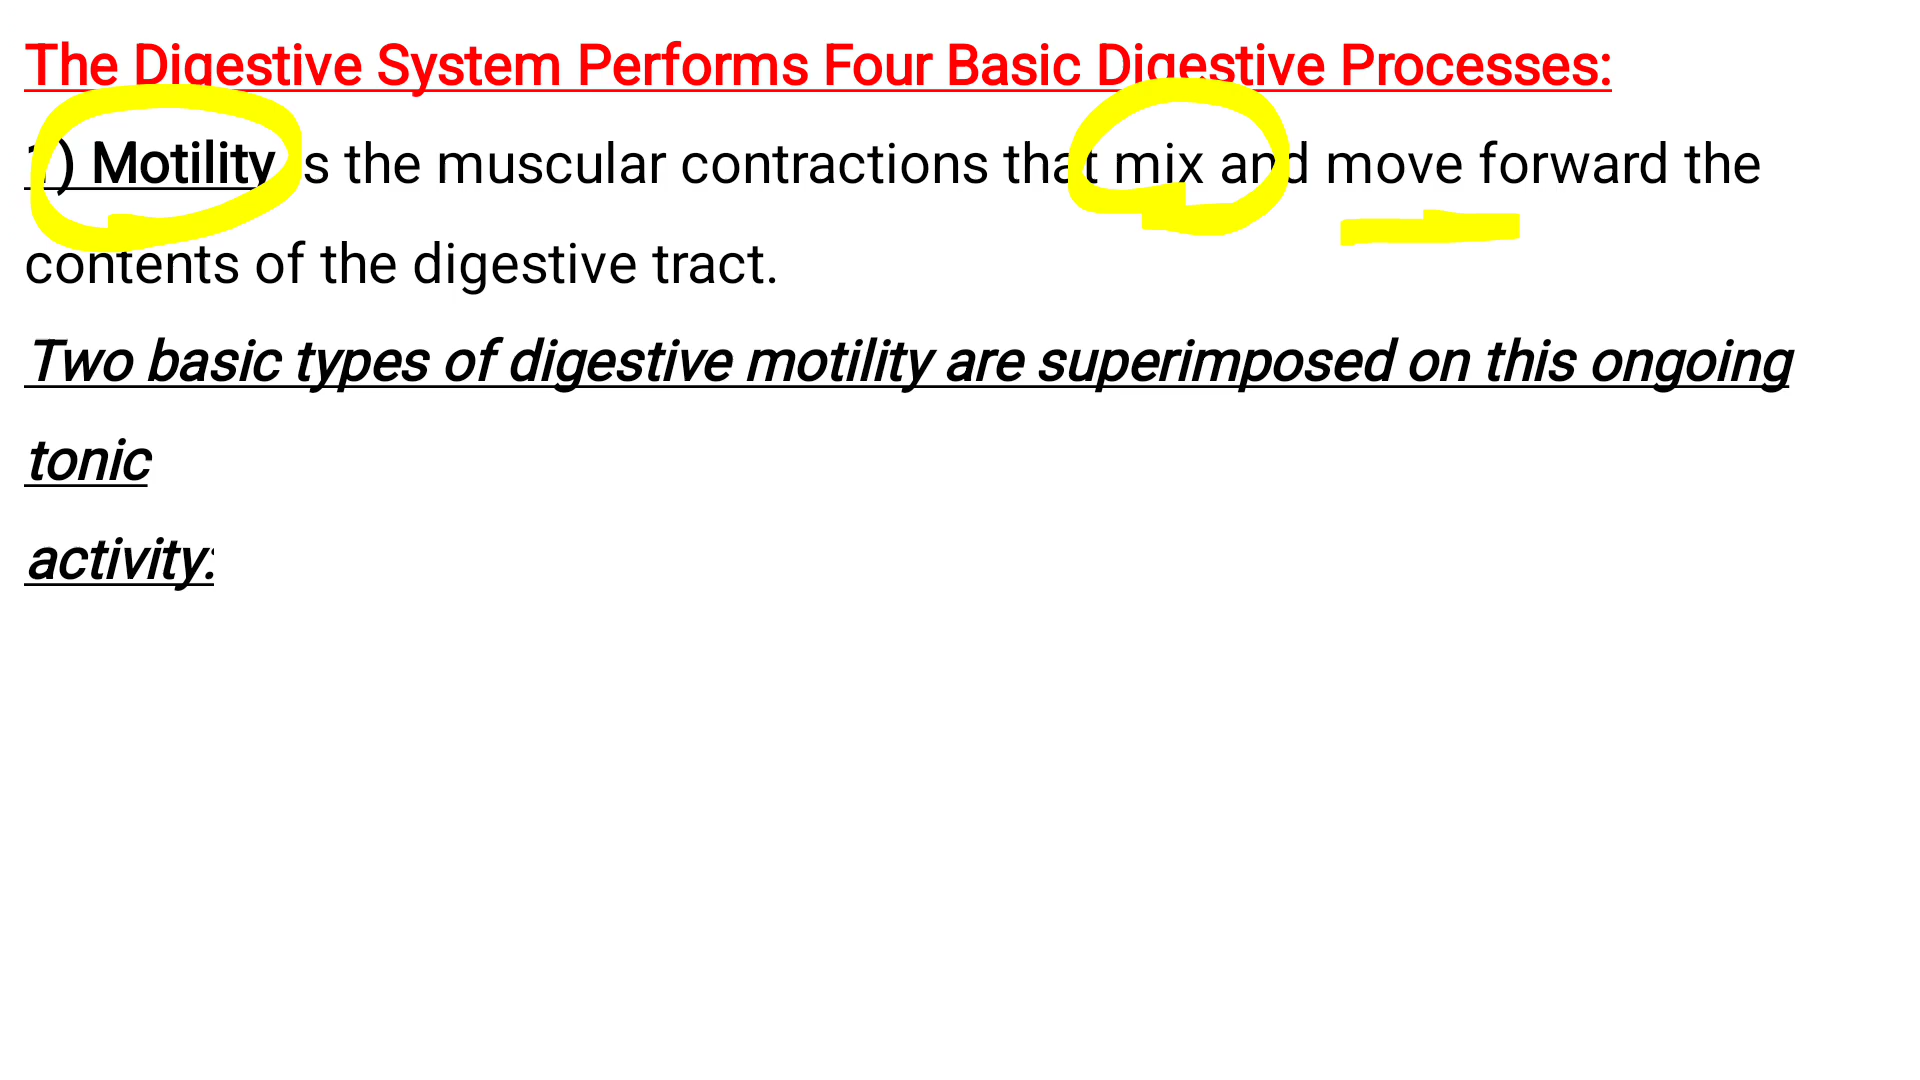 The Digestive System Performs Four Basic Digestive Processes:
1) Motility is the muscular contractions that mix and move forward the
contents of the digestive tract.
Two basic types of digestive motility are superimposed on this ongoing
tonic
activity: